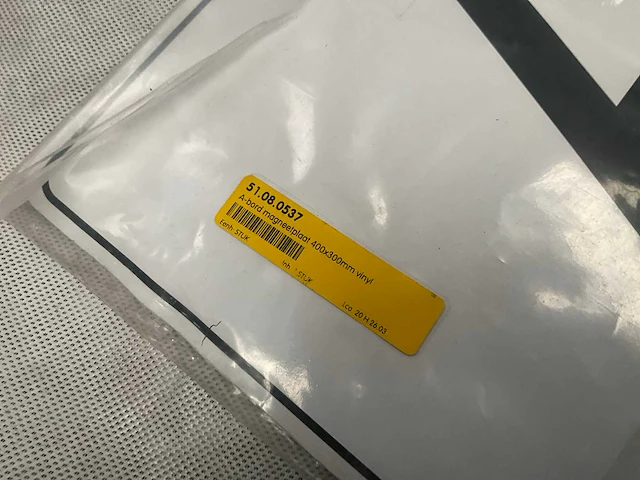 51.08.0537
A-bord magneetplaat 400x300mm vinyl
Eenh. STUK
Inh. 1 STUK
Loc. 20 H 26 03